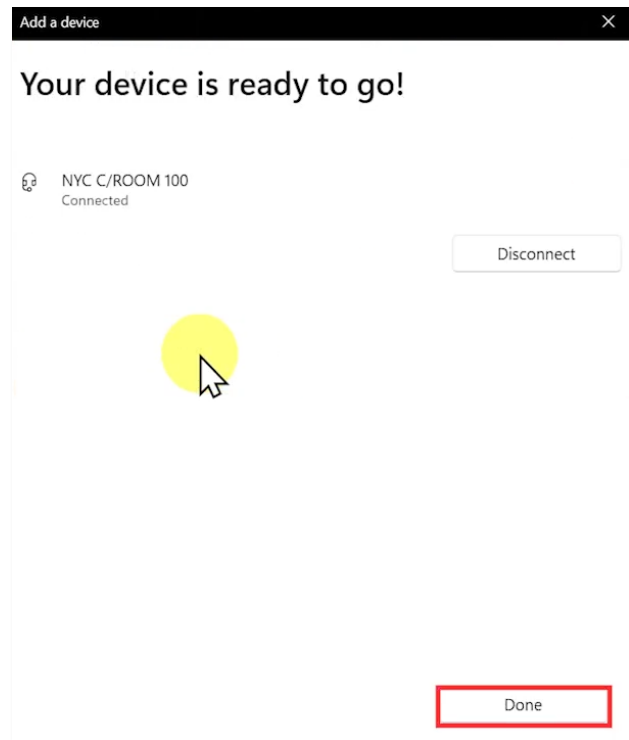 Add a device
Your device is ready to go!
NYC C/ROOM 100
Connected
Disconnect
Done